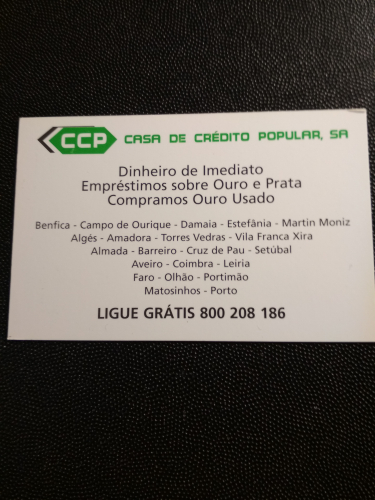 CCP CASA DE CRÉDITO POPULAR, SA
Dinheiro de Imediato
Empréstimos sobre Ouro e Prata
Compramos Ouro Usado
Benfica - Campo de Ourique - Damaia - Estefânia - Martin Moniz
Algés - Amadora - Torres Vedras - Vila Franca Xira
Almada - Barreiro - Cruz de Pau - Setúbal
Aveiro - Coimbra - Leiria
Faro - Olhão - Portimão
Matosinhos - Porto
LIGUE GRÁTIS 800 208 186